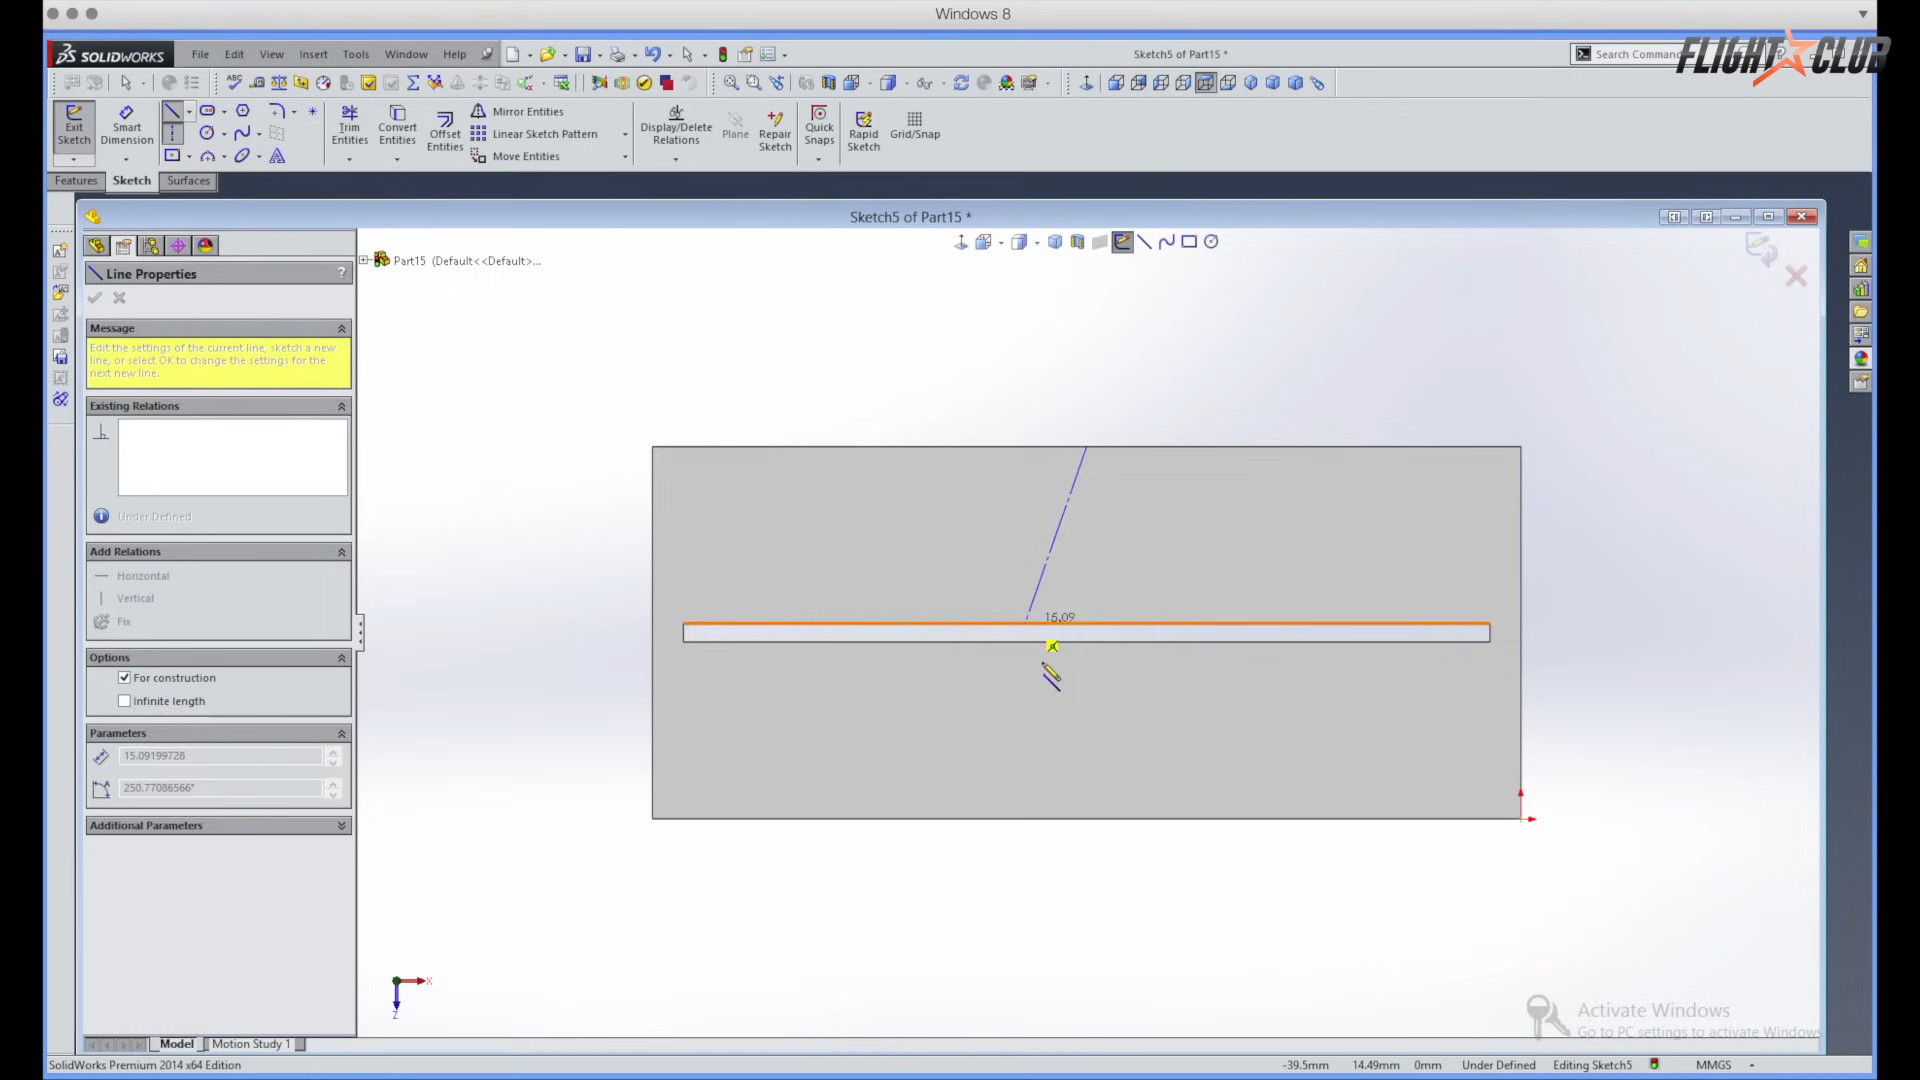 Windows 8
SOLIDWORKS
File Edit View Insert Tools Window Help
Sketch5 of Part15 *
FLIGHT CLUB
Exit Sketch
Smart Dimension
Trim Entities
Convert Entities
Offset Entities
Mirror Entities
Linear Sketch Pattern
Move Entities
Display/Delete Relations
Plane
Repair Sketch
Quick Snaps
Rapid Sketch
Grid/Snap
Features Sketch Surfaces
Sketch5 of Part15 *
Part15 (Default<<Default>...
Line Properties ?
Message
Edit the settings of the current line, sketch a new
line, or select OK to change the settings for the
next new line.
Existing Relations
Under Defined
Add Relations
Horizontal
Vertical
Fix
Options
For construction
Infinite length
Parameters
15.09199728
250.77086566°
Additional Parameters
15.09
X
Z
Activate Windows
Go to PC settings to activate Windows
Model Motion Study 1
SolidWorks Premium 2014 x64 Edition
-39.5mm 14.49mm 0mm Under Defined Editing Sketch5 MMGS